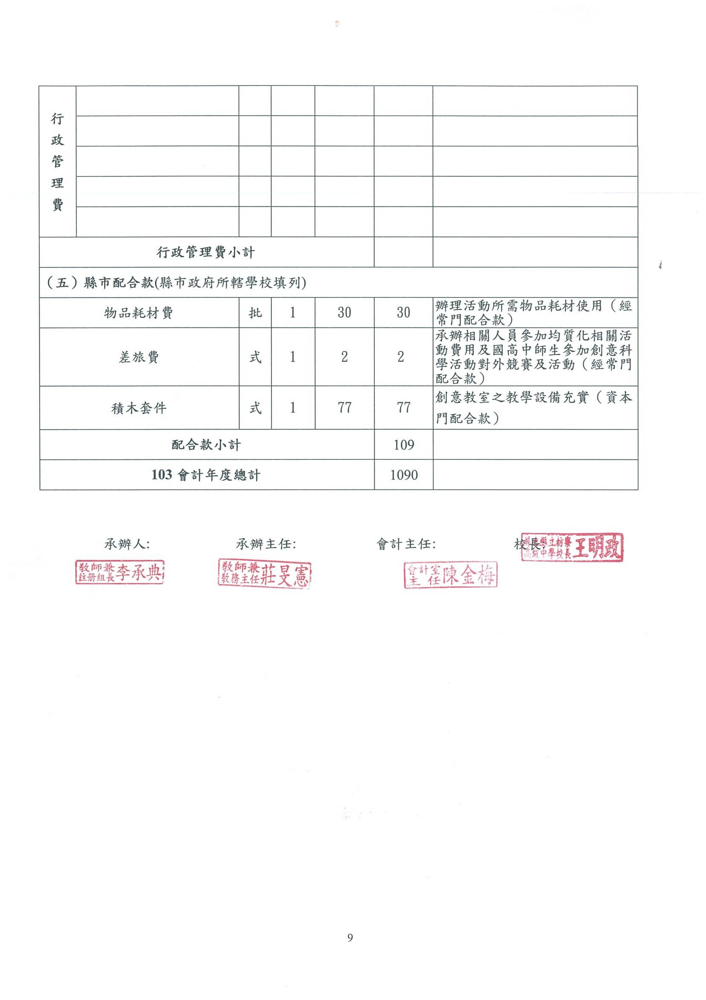 行
政
管
理
費
行政管理費小計
（五）縣市配合款(縣市政府所轄學校填列)
物品耗材費 批 1 30 30 辦理活動所需物品耗材使用（經
常門配合款）
差旅費 式 1 2 2 承辦相關人員參加均質化相關活
動費用及國高中師生參加創意科
學活動對外競賽及活動（經常門
配合款）
積木套件 式 1 77 77 創意教室之教學設備充實（資本
門配合款）
配合款小計 109
103 會計年度總計 1090
承辦人: 承辦主任: 會計主任: 校長:
屏東縣立枋寮
高級中學校長 王明政
教師兼
註册組長 李承典
教師兼
教務主任 莊旻憲
會計室
主任 陳金梅
9